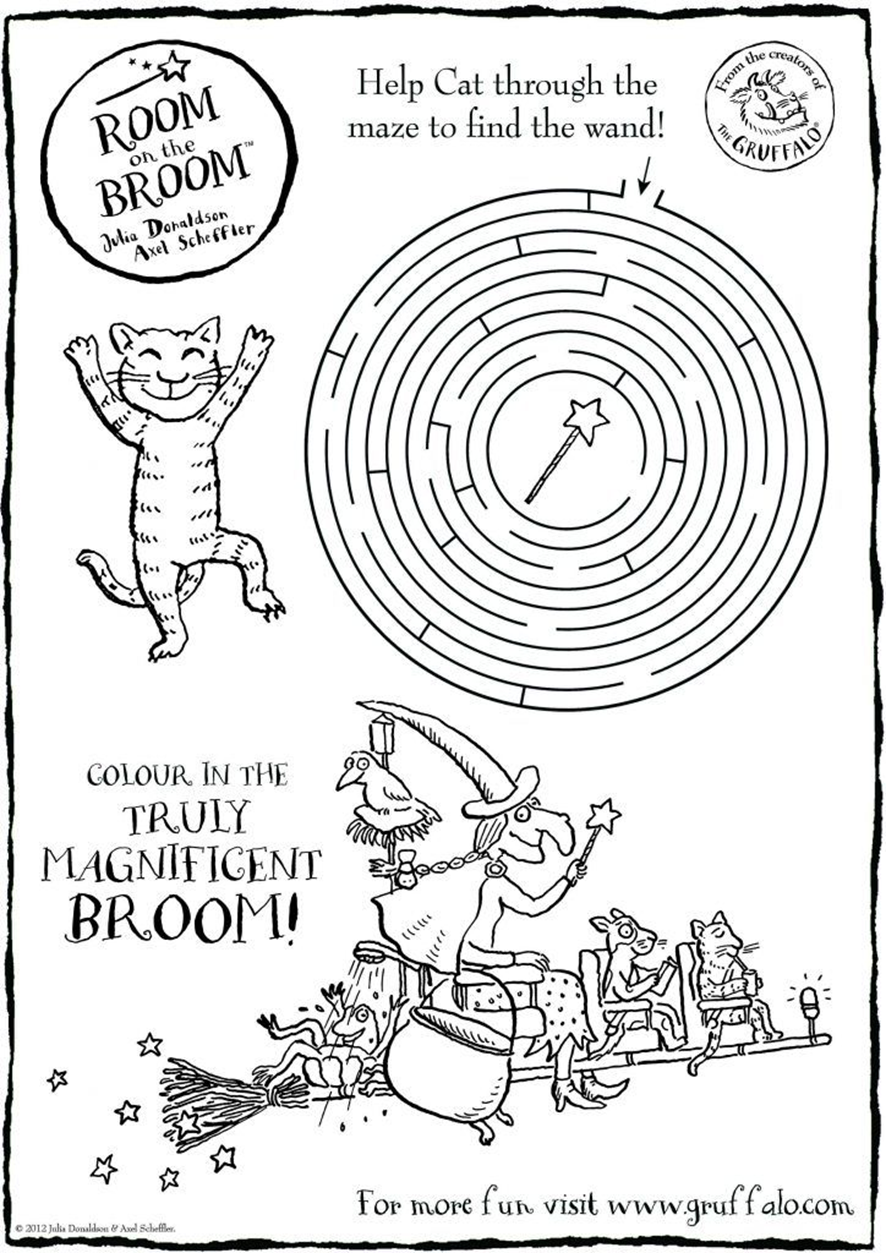 ROOM
on the
BROOM™
Julia Donaldson
Axel Scheffler
Help Cat through the
maze to find the wand!
From the creators of
THE GRUFFALO®
COLOUR IN THE
TRULY
MAGNIFICENT
BROOM!
For more fun visit www.gruffalo.com
© 2012 Julia Donaldson & Axel Scheffler.